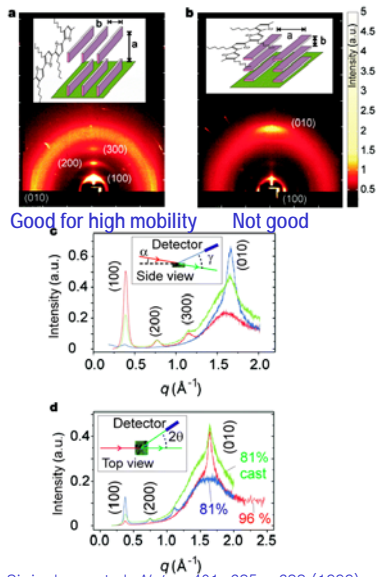 a
b
b
a
a
b
Intensity (a.u.)
5
4.5
4
3.5
3
2.5
2
1.5
1
0.5
(010)
(300)
(200)
(100)
(010)
(100)
Good for high mobility
Not good
c
Intensity (a.u.)
0.6
0.4
0.2
0
Detector
α
γ
Side view
(100)
(200)
(300)
(010)
0.0 0.5 1.0 1.5 2.0
q (Å⁻¹)
d
Intensity (a.u.)
0.4
0.2
0
Detector
2θ
Top view
(100)
(200)
(010)
81%
cast
81%
96 %
0.0 0.5 1.0 1.5 2.0 2.5
q (Å⁻¹)